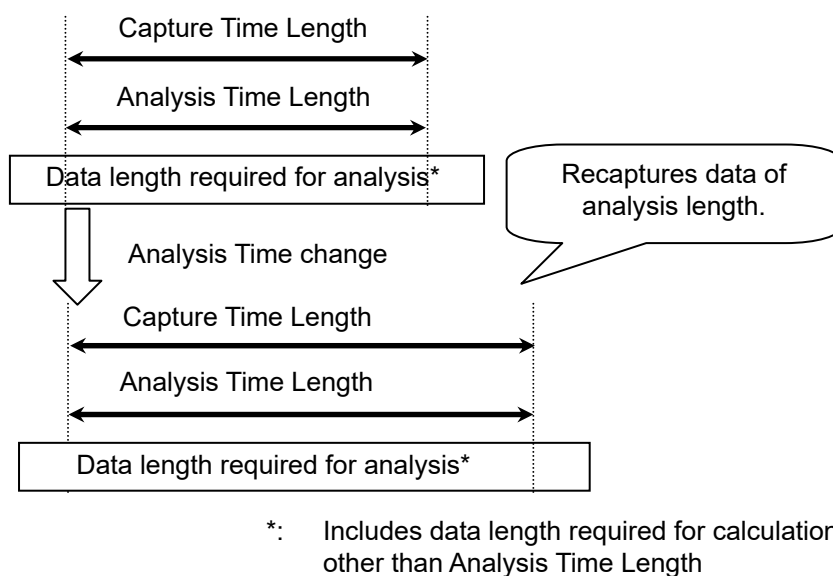 Capture Time Length
Analysis Time Length
Data length required for analysis*
Recaptures data of
analysis length.
Analysis Time change
Capture Time Length
Analysis Time Length
Data length required for analysis*
*: Includes data length required for calculation
other than Analysis Time Length